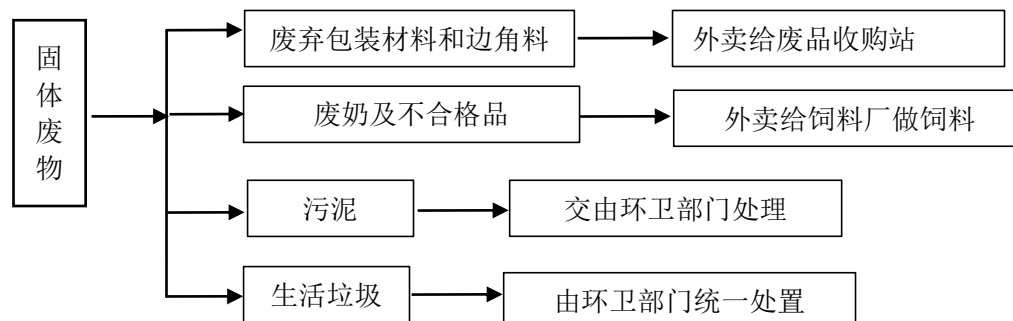 固体废物
废弃包装材料和边角料
外卖给废品收购站
废奶及不合格品
外卖给饲料厂做饲料
污泥
交由环卫部门处理
生活垃圾
由环卫部门统一处置